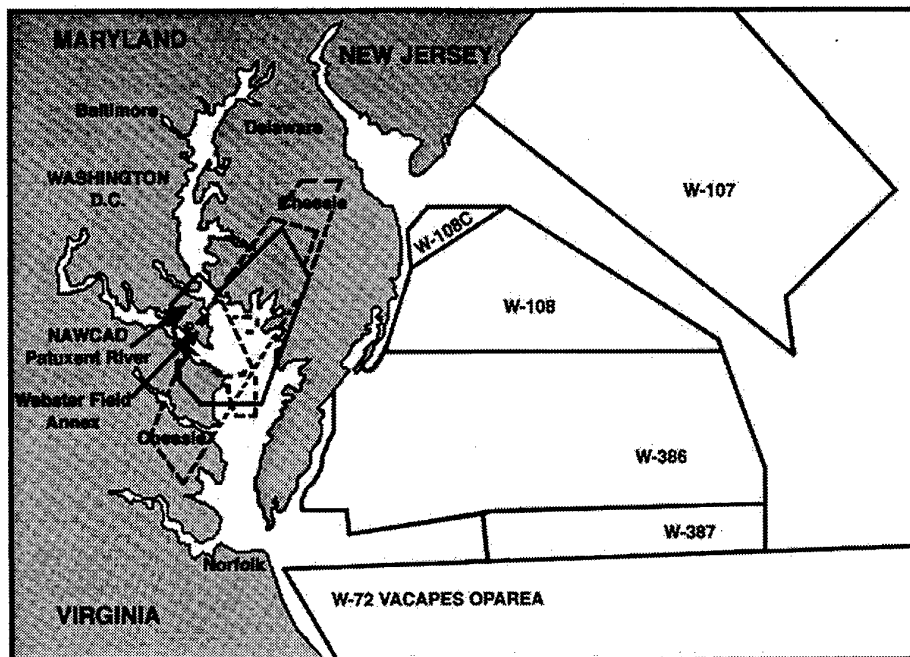 MARYLAND
NEW JERSEY
Baltimore
Delaware
WASHINGTON
D.C.
Chessie
W-107
W-108C
W-108
NAWCAD
Patuxent River
Webster Field
Annex
Chessie
W-386
W-387
Norfolk
W-72 VACAPES OPAREA
VIRGINIA